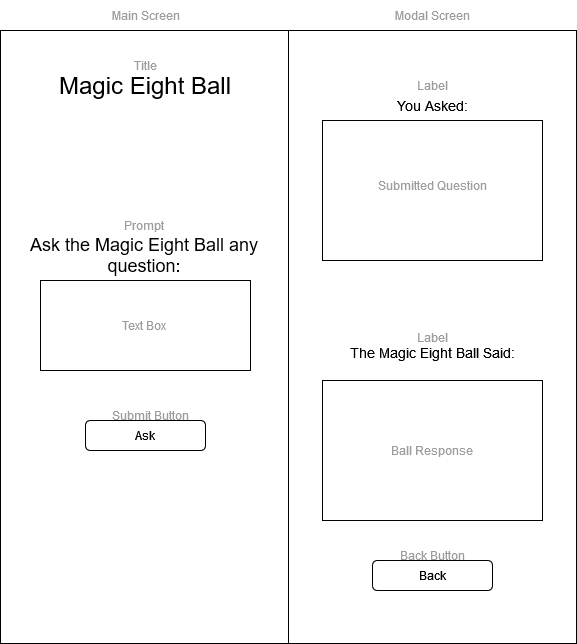 Main Screen
Title
Magic Eight Ball
Prompt
Ask the Magic Eight Ball any
question:
Text Box
Submit Button
Ask
Modal Screen
Label
You Asked:
Submitted Question
Label
The Magic Eight Ball Said:
Ball Response
Back Button
Back